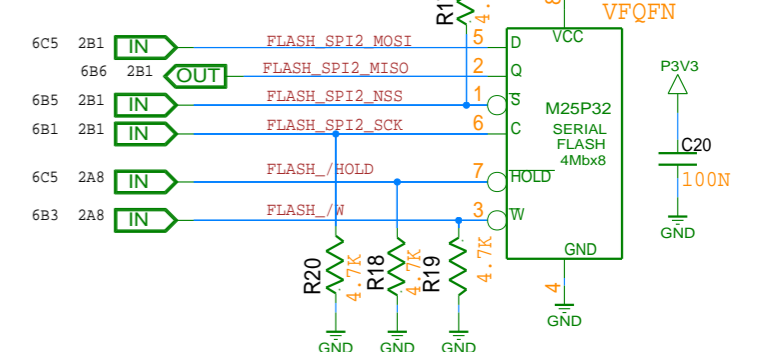 VFQFN
8
R1
4.
VCC
6C5 2B1 IN FLASH_SPI2_MOSI 5 D
6B6 2B1 OUT FLASH_SPI2_MISO 2 Q
P3V3
6B5 2B1 IN FLASH_SPI2_NSS 1 S
M25P32
6B1 2B1 IN FLASH_SPI2_SCK 6 C
SERIAL
FLASH
4Mbx8
C20
100N
6C5 2A8 IN FLASH_/HOLD 7 HOLD
6B3 2A8 IN FLASH_/W 3 W
GND
GND
R20 4.7K
R18 4.7K
R19 4.7K
4
GND
GND GND GND